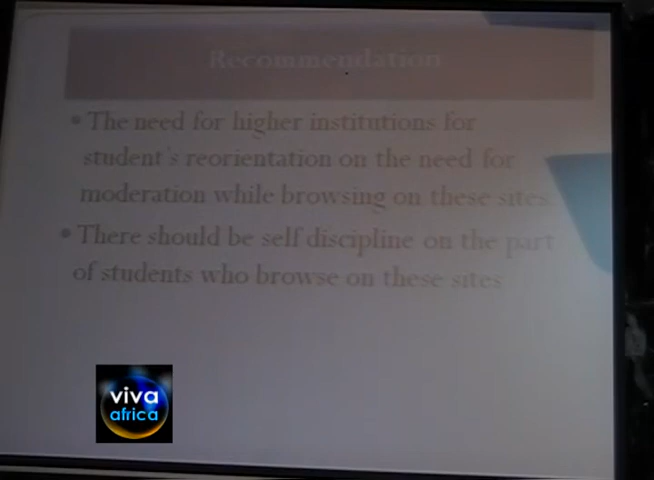 Recommendation
• The need for higher institutions for
student's reorientation on the need for
moderation while browsing on these sites
• There should be self discipline on the part
of students who browse on these sites
viva
africa